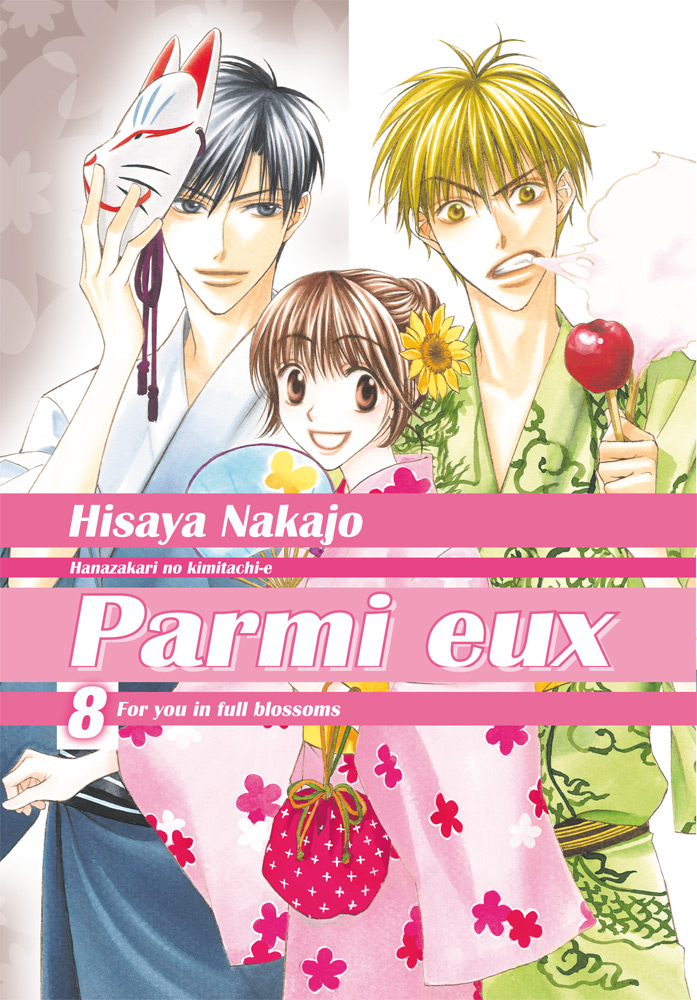 Hisaya Nakajo
Hanazakari no kimitachi-e
Parmi eux
8 For you in full blossoms